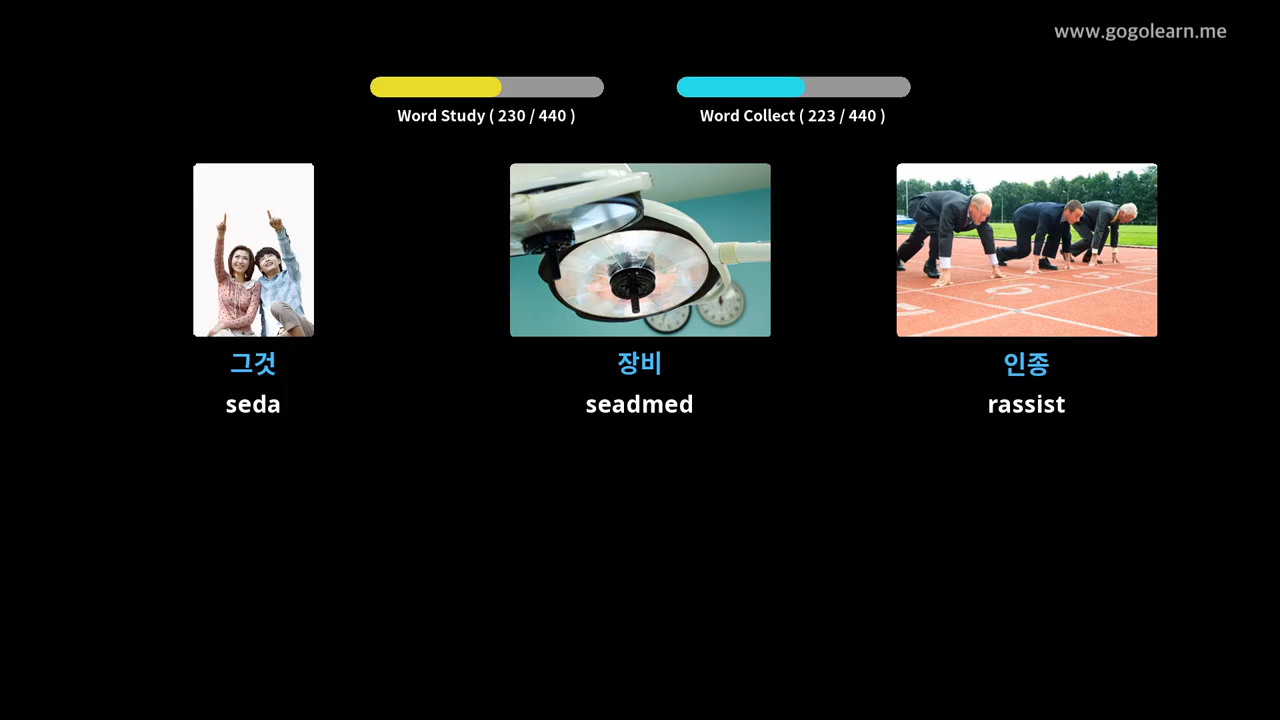 www.gogolearn.me
Word Study ( 230 / 440 )
Word Collect ( 223 / 440 )
그것
장비
인종
seda
seadmed
rassist